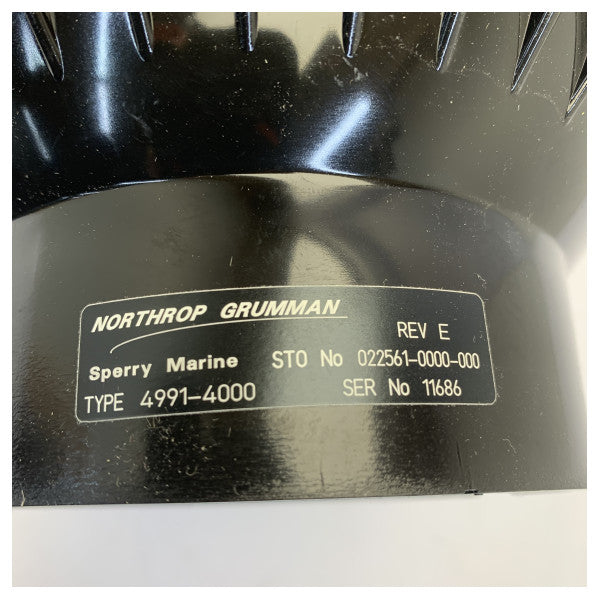 NORTHROP GRUMMAN
REV E
Sperry Marine STO No 022561-0000-000
TYPE 4991-4000 SER No 11686